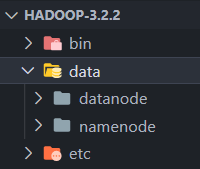 HADOOP-3.2.2
bin
data
datanode
namenode
etc